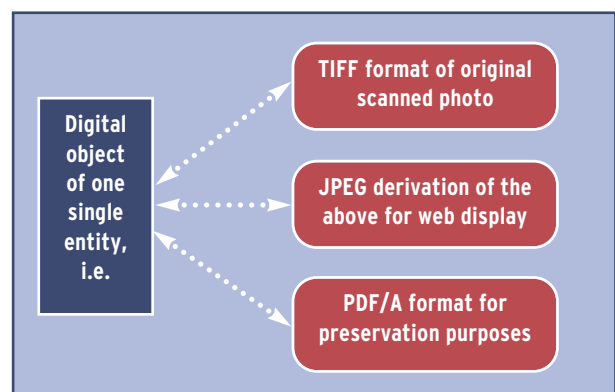 Digital
object
of one
single
entity,
i.e.
TIFF format of original
scanned photo
JPEG derivation of the
above for web display
PDF/A format for
preservation purposes